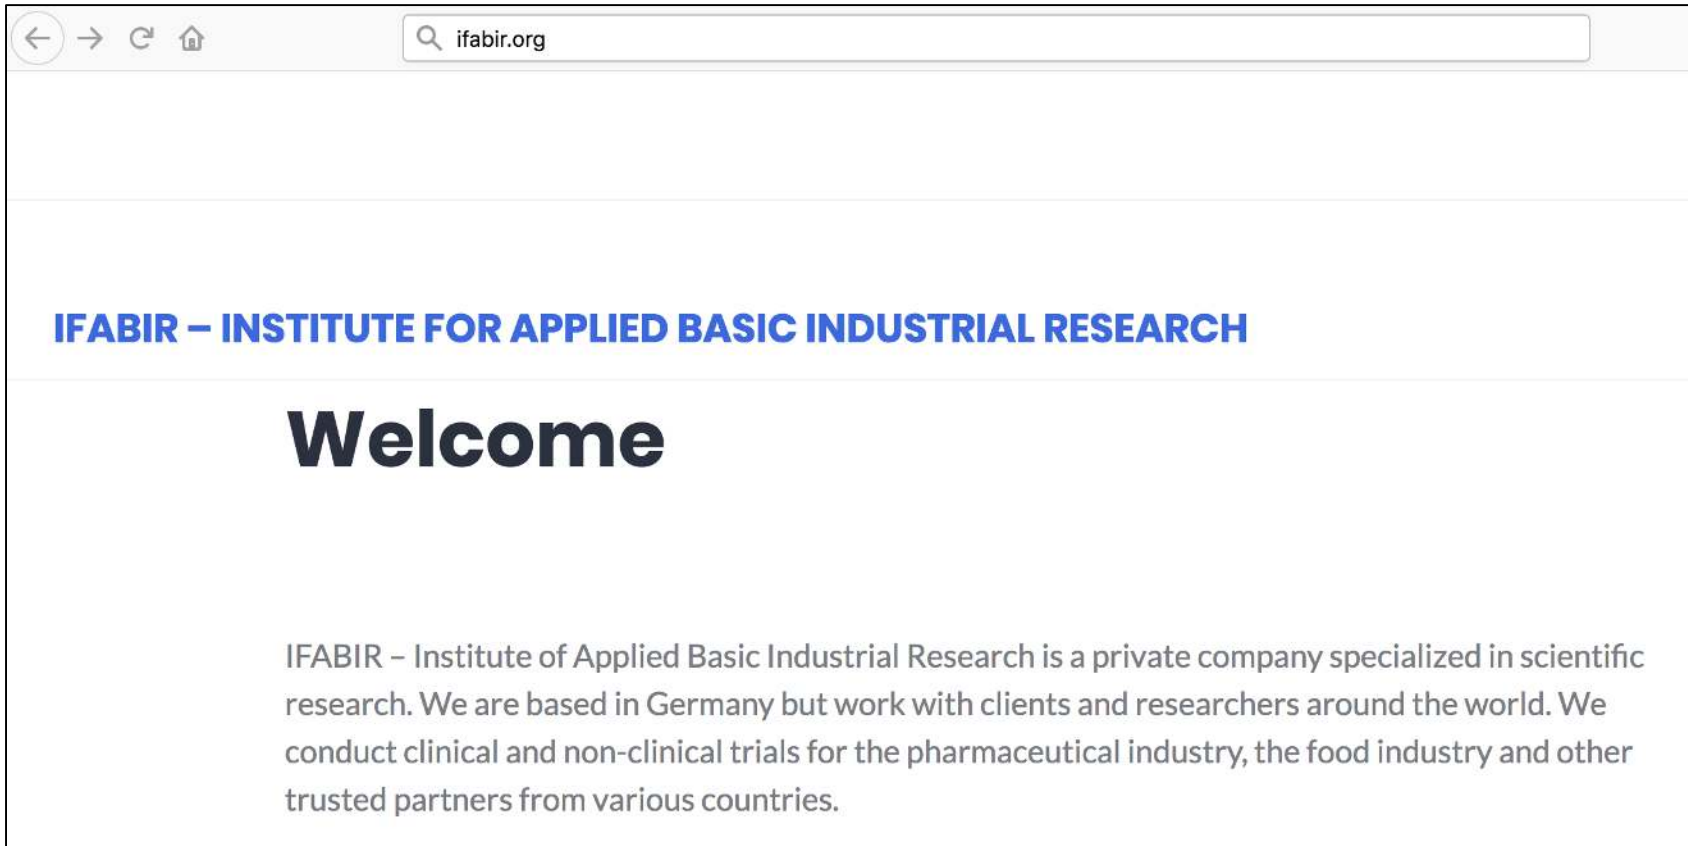 ifabir.org
IFABIR – INSTITUTE FOR APPLIED BASIC INDUSTRIAL RESEARCH
Welcome
IFABIR – Institute of Applied Basic Industrial Research is a private company specialized in scientific
research. We are based in Germany but work with clients and researchers around the world. We
conduct clinical and non-clinical trials for the pharmaceutical industry, the food industry and other
trusted partners from various countries.